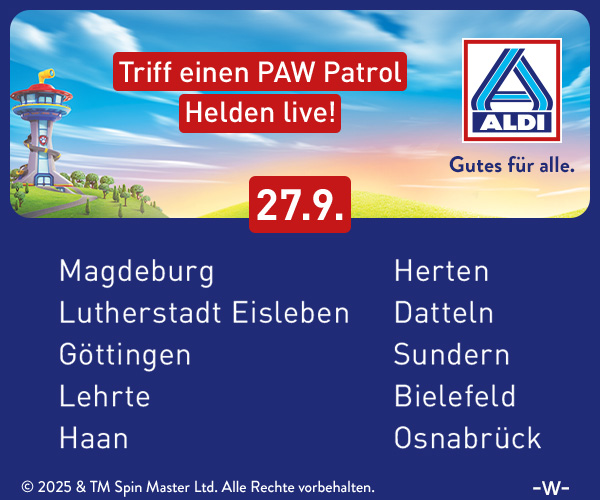 Triff einen PAW Patrol
Helden live!
ALDI
Gutes für alle.
27.9.
Magdeburg
Lutherstadt Eisleben
Göttingen
Lehrte
Haan
Herten
Datteln
Sundern
Bielefeld
Osnabrück
© 2025 & TM Spin Master Ltd. Alle Rechte vorbehalten.
-W-